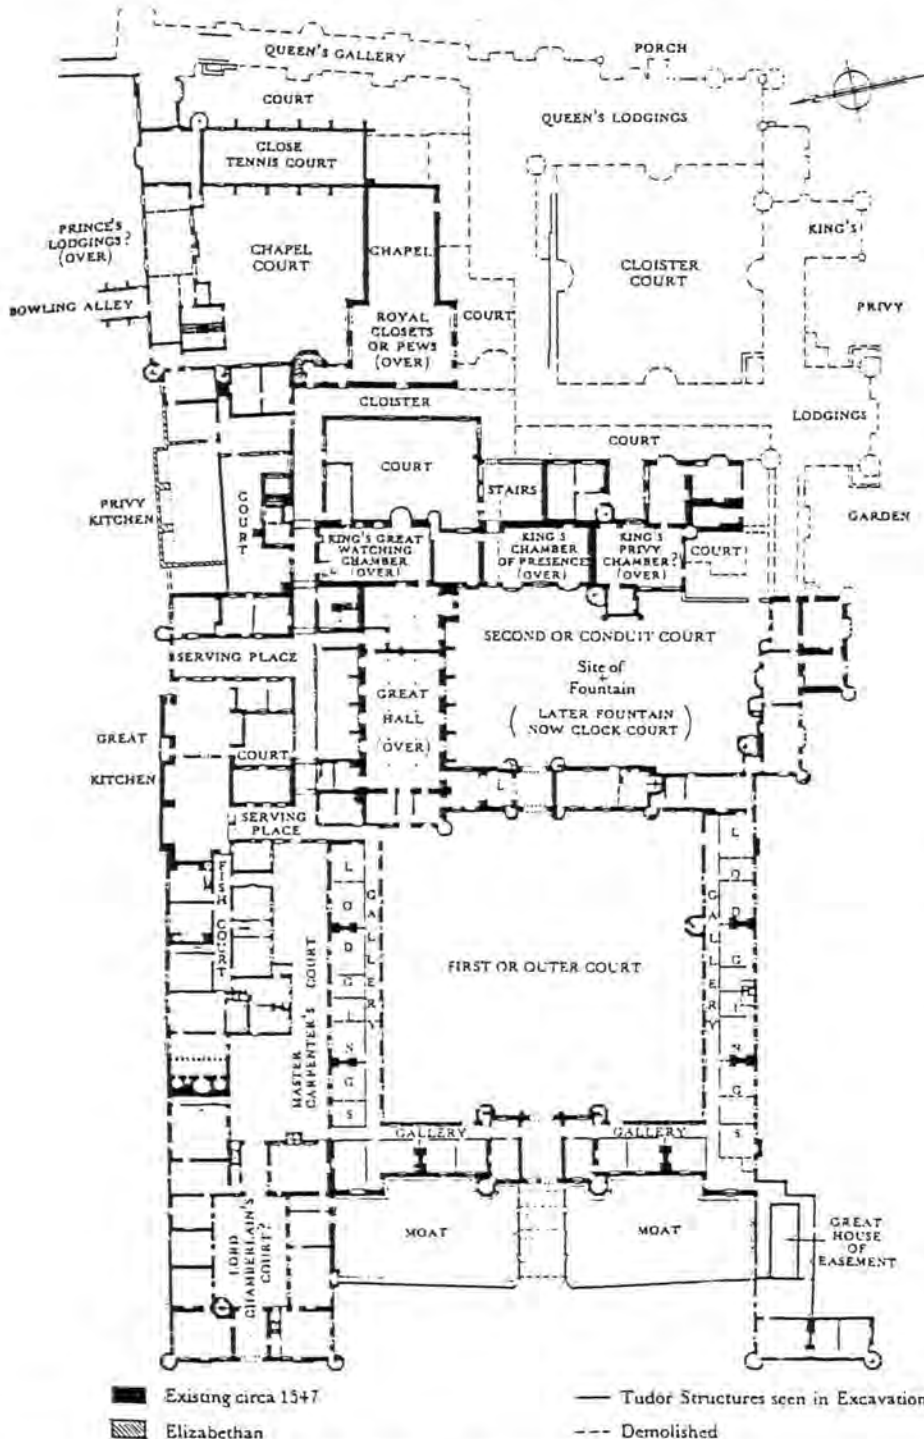 QUEEN'S GALLERY
PORCH
COURT
QUEEN'S LODGINGS
CLOSE
TENNIS COURT
PRINCE'S
LODGINGS?
(OVER)
CHAPEL
COURT
CHAPEL
CLOISTER
COURT
KING'S
BOWLING ALLEY
ROYAL
CLOSETS
OR PEWS
(OVER)
COURT
PRIVY
CLOISTER
LODGINGS
COURT
COURT
STAIRS
PRIVY
KITCHEN
COURT
GARDEN
KING'S GREAT
WATCHING
CHAMBER
(OVER)
KING'S
CHAMBER
OF PRESENCE
(OVER)
KING'S
PRIVY
CHAMBER?
(OVER)
COURT
SERVING PLACE
SECOND OR CONDUIT COURT
Site of
+
Fountain
( LATER FOUNTAIN
NOW CLOCK COURT )
GREAT
HALL
(OVER)
GREAT
KITCHEN
COURT
SERVING
PLACE
FISH COURT
LODGINGS
GALLERY
GALLERY
LODGINGS
FIRST OR OUTER COURT
MASTER
CARPENTER'S COURT
GALLERY
GALLERY
LORD
CHAMBERLAIN'S
COURT?
MOAT
MOAT
GREAT
HOUSE
OF
EASEMENT
Existing circa 1547
Tudor Structures seen in Excavation
Elizabethan
Demolished